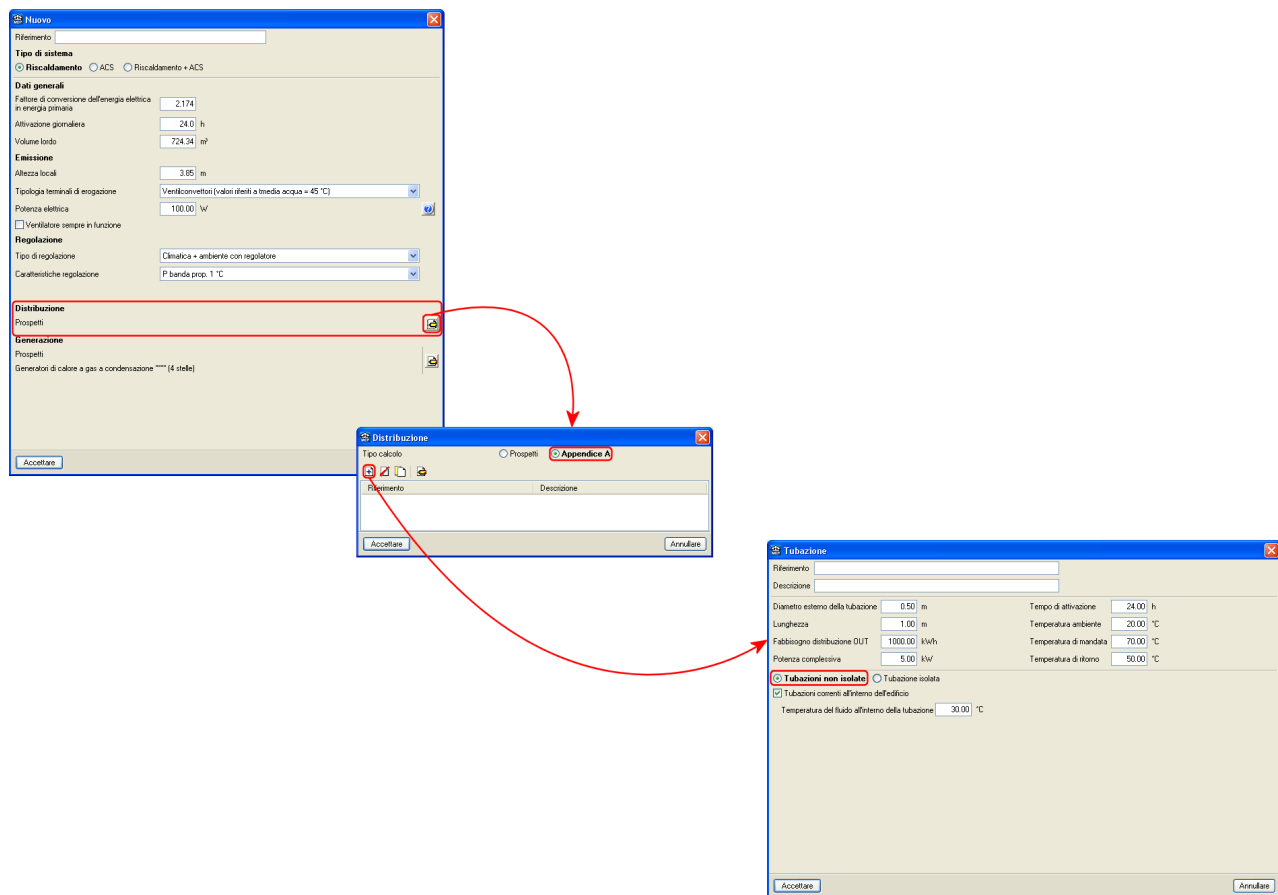 Nuovo
Riferimento
Tipo di sistema
Riscaldamento ACS Riscaldamento + ACS
Dati generali
Fattore di conversione dell'energia elettrica
in energia primaria 2.174
Attivazione giornaliera 24.0 h
Volume lordo 724.34 m³
Emissione
Altezza locali 3.85 m
Tipologia terminali di erogazione Ventilconvettori (valori riferiti a tmedia acqua = 45 °C)
Potenza elettrica 100.00 W
Ventilatore sempre in funzione
Regolazione
Tipo di regolazione Climatica + ambiente con regolatore
Caratteristiche regolazione P banda prop. 1 °C
Distribuzione
Prospetti
Generazione
Prospetti
Generatori di calore a gas a condensazione **** (4 stelle)
Accettare
Distribuzione
Tipo calcolo Prospetti Appendice A
Riferimento Descrizione
Accettare Annullare
Tubazione
Riferimento
Descrizione
Diametro esterno della tubazione 0.50 m Tempo di attivazione 24.00 h
Lunghezza 1.00 m Temperatura ambiente 20.00 °C
Fabbisogno distribuzione OUT 1000.00 kWh Temperatura di mandata 70.00 °C
Potenza complessiva 5.00 kW Temperatura di ritorno 50.00 °C
Tubazioni non isolate Tubazione isolata
Tubazioni correnti all'interno dell'edificio
Temperatura del fluido all'interno della tubazione 30.00 °C
Accettare Annullare